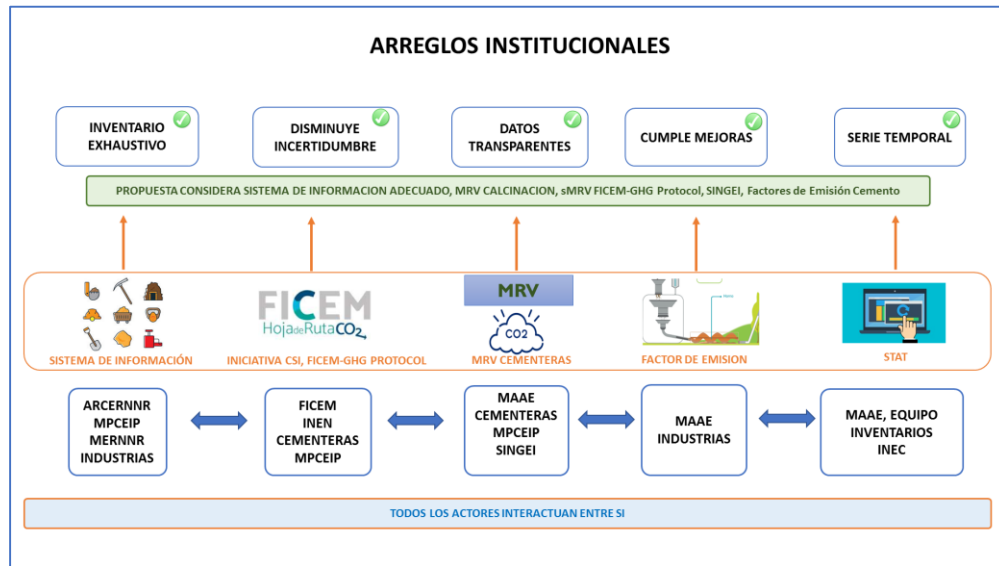 ARREGLOS INSTITUCIONALES
INVENTARIO
EXHAUSTIVO
DISMINUYE
INCERTIDUMBRE
DATOS
TRANSPARENTES
CUMPLE MEJORAS
SERIE TEMPORAL
PROPUESTA CONSIDERA SISTEMA DE INFORMACION ADECUADO, MRV CALCINACION, sMRV FICEM-GHG Protocol, SINGEI, Factores de Emisión Cemento
FICEM
Hoja de Ruta CO2
MRV
CO2
SISTEMA DE INFORMACIÓN
INICIATIVA CSI, FICEM-GHG PROTOCOL
MRV CEMENTERAS
FACTOR DE EMISION
STAT
ARCERNNR
MPCEIP
MERNNR
INDUSTRIAS
FICEM
INEN
CEMENTERAS
MPCEIP
MAAE
CEMENTERAS
MPCEIP
SINGEI
MAAE
INDUSTRIAS
MAAE, EQUIPO
INVENTARIOS
INEC
TODOS LOS ACTORES INTERACTUAN ENTRE SI